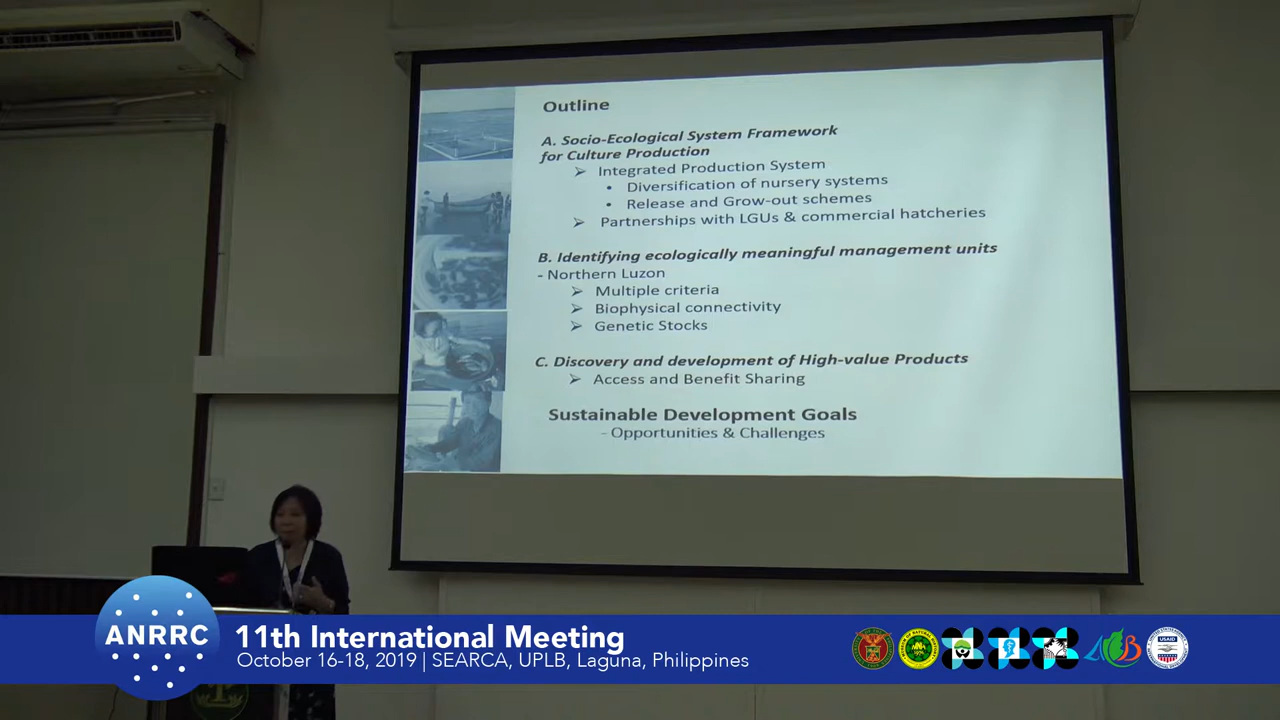 Outline
A. Socio-Ecological System Framework
for Culture Production
➢ Integrated Production System
• Diversification of nursery systems
• Release and Grow-out schemes
➢ Partnerships with LGUs & commercial hatcheries
B. Identifying ecologically meaningful management units
- Northern Luzon
➢ Multiple criteria
➢ Biophysical connectivity
➢ Genetic Stocks
C. Discovery and development of High-value Products
➢ Access and Benefit Sharing
Sustainable Development Goals
- Opportunities & Challenges
ANRRC
11th International Meeting
October 16-18, 2019 | SEARCA, UPLB, Laguna, Philippines
USAID